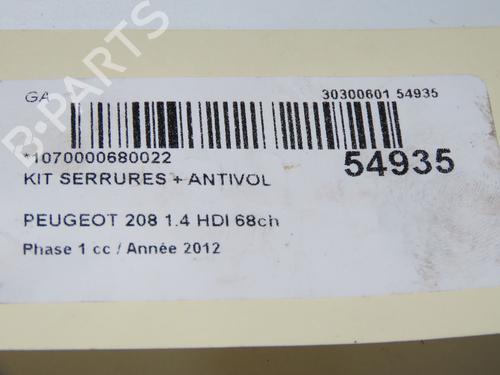 GA 30300601 54935
*1070000680022 54935
KIT SERRURES + ANTIVOL
PEUGEOT 208 1.4 HDI 68ch
Phase 1 cc / Année 2012
B-PARTS